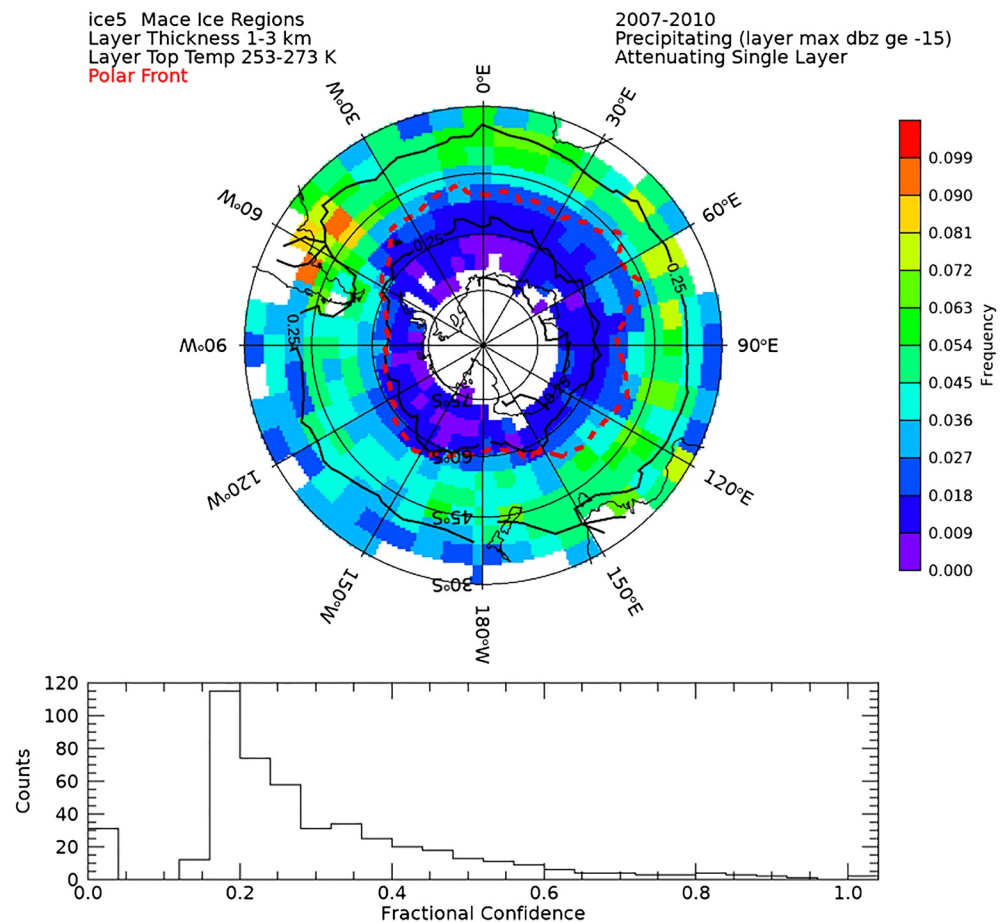 ice5 Mace Ice Regions
Layer Thickness 1-3 km
Layer Top Temp 253-273 K
Polar Front
2007-2010
Precipitating (layer max dbz ge -15)
Attenuating Single Layer
0°E
30°E
60°E
90°E
120°E
150°E
180°W
150°W
120°W
90°W
60°W
30°W
75°S
60°S
45°S
30°S
0.25
0.25
0.25
0.099
0.090
0.081
0.072
0.063
0.054
0.045
0.036
0.027
0.018
0.009
0.000
Frequency
120
100
80
60
40
20
0
Counts
0.0 0.2 0.4 0.6 0.8 1.0
Fractional Confidence